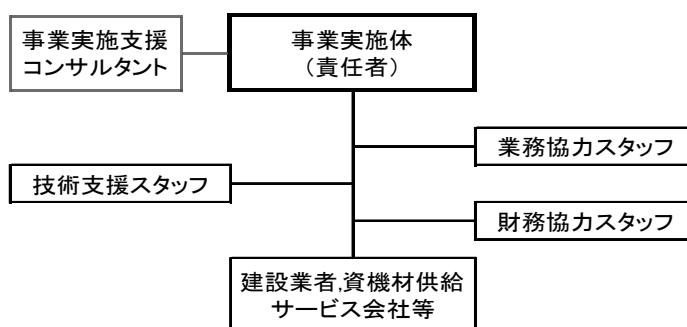 事業実施支援
コンサルタント
事業実施体
（責任者）
業務協力スタッフ
技術支援スタッフ
財務協力スタッフ
建設業者,資機材供給
サービス会社等